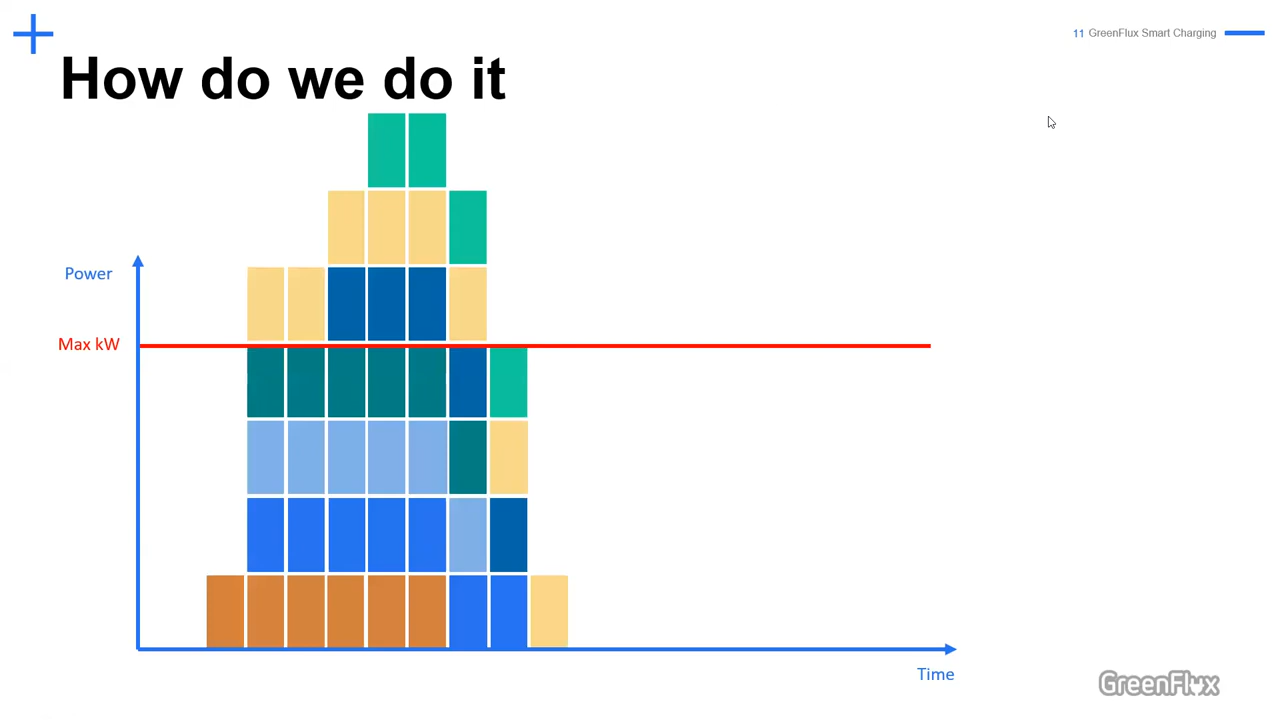 11 GreenFlux Smart Charging
How do we do it
Power
Max kW
Time
GreenFlux